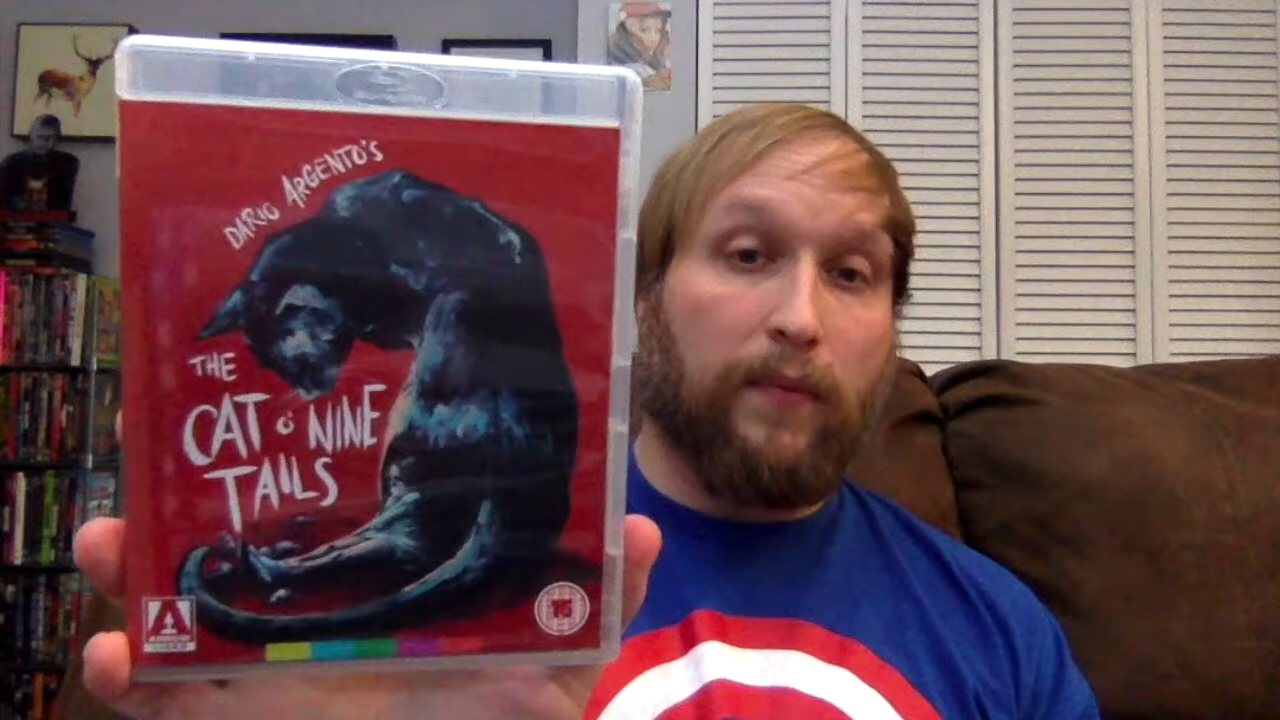 DARIO ARGENTO'S
THE
CAT O' NINE
TAILS
A
15